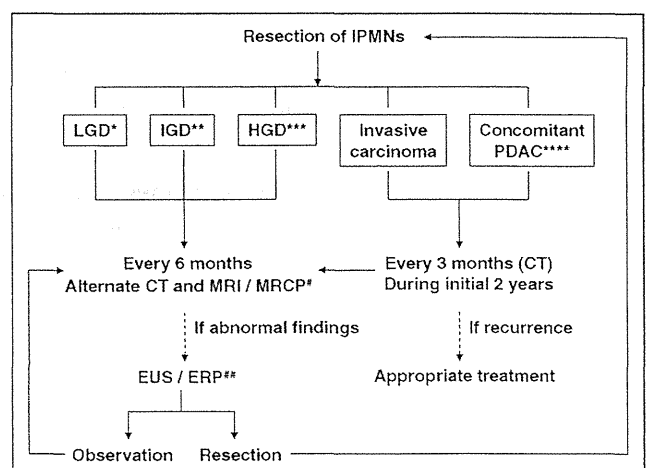 Resection of IPMNs
LGD*
IGD**
HGD***
Invasive
carcinoma
Concomitant
PDAC****
Every 6 months
Alternate CT and MRI / MRCP#
Every 3 months (CT)
During initial 2 years
If abnormal findings
If recurrence
EUS / ERP##
Appropriate treatment
Observation
Resection